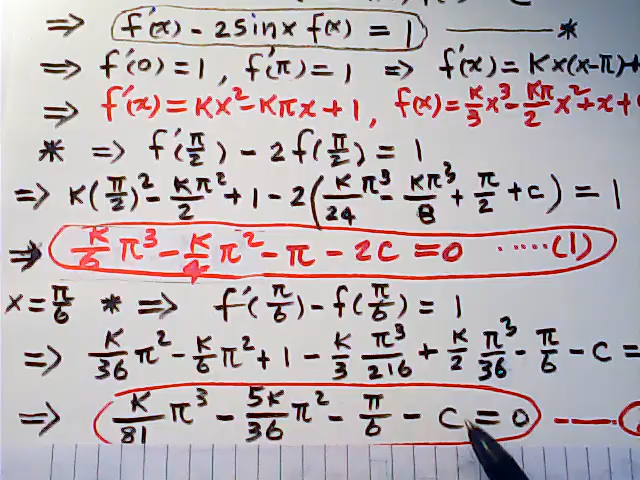 ⇒ f'(x) - 2sinx f(x) = 1 ——— *
⇒ f'(0) = 1 , f'(π) = 1 ⇒ f'(x) = Kx(x-π)+
⇒ f'(x) = Kx² - Kπx + 1 , f(x) = K/3 x³ - Kπ/2 x² + x +
* ⇒ f'(π/2) - 2f(π/2) = 1
⇒ K(π/2)² - Kπ²/2 + 1 - 2(K/24 π³ - Kπ³/8 + π/2 + C) = 1
⇒ K/6 π³ - K/4 π² - π - 2C = 0 ......(1)
x = π/6 * ⇒ f'(π/6) - f(π/6) = 1
⇒ K/36 π² - K/6 π² + 1 - K/3 π³/216 + K/2 π³/36 - π/6 - C =
⇒ K/81 π³ - 5K/36 π² - π/6 - C = 0 ———